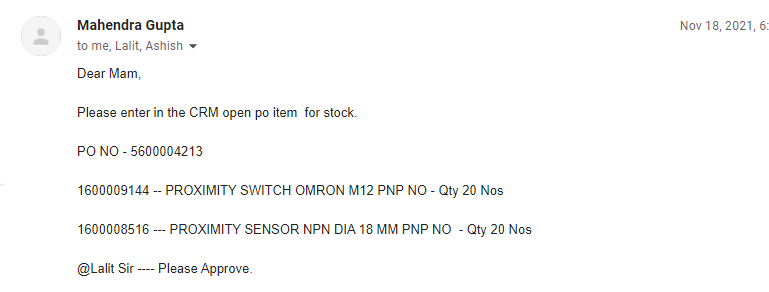 Mahendra Gupta
Nov 18, 2021, 6:
to me, Lalit, Ashish
Dear Mam,
Please enter in the CRM open po item  for stock.
PO NO - 5600004213
1600009144 -- PROXIMITY SWITCH OMRON M12 PNP NO - Qty 20 Nos
1600008516 --- PROXIMITY SENSOR NPN DIA 18 MM PNP NO  - Qty 20 Nos
@Lalit Sir ---- Please Approve.